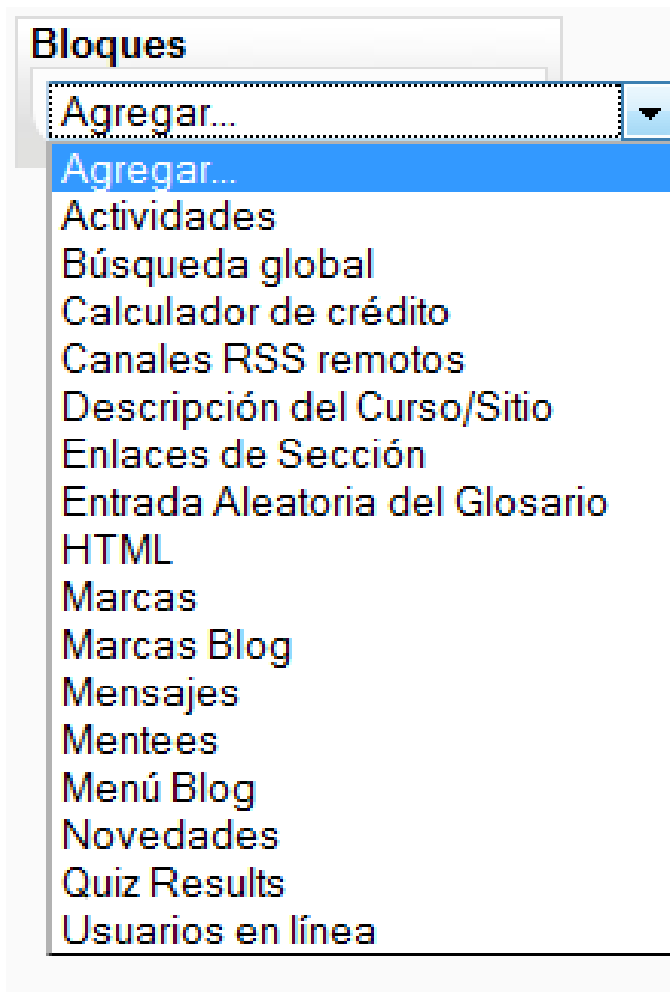 Bloques
Agregar...
Agregar...
Actividades
Búsqueda global
Calculador de crédito
Canales RSS remotos
Descripción del Curso/Sitio
Enlaces de Sección
Entrada Aleatoria del Glosario
HTML
Marcas
Marcas Blog
Mensajes
Mentees
Menú Blog
Novedades
Quiz Results
Usuarios en línea